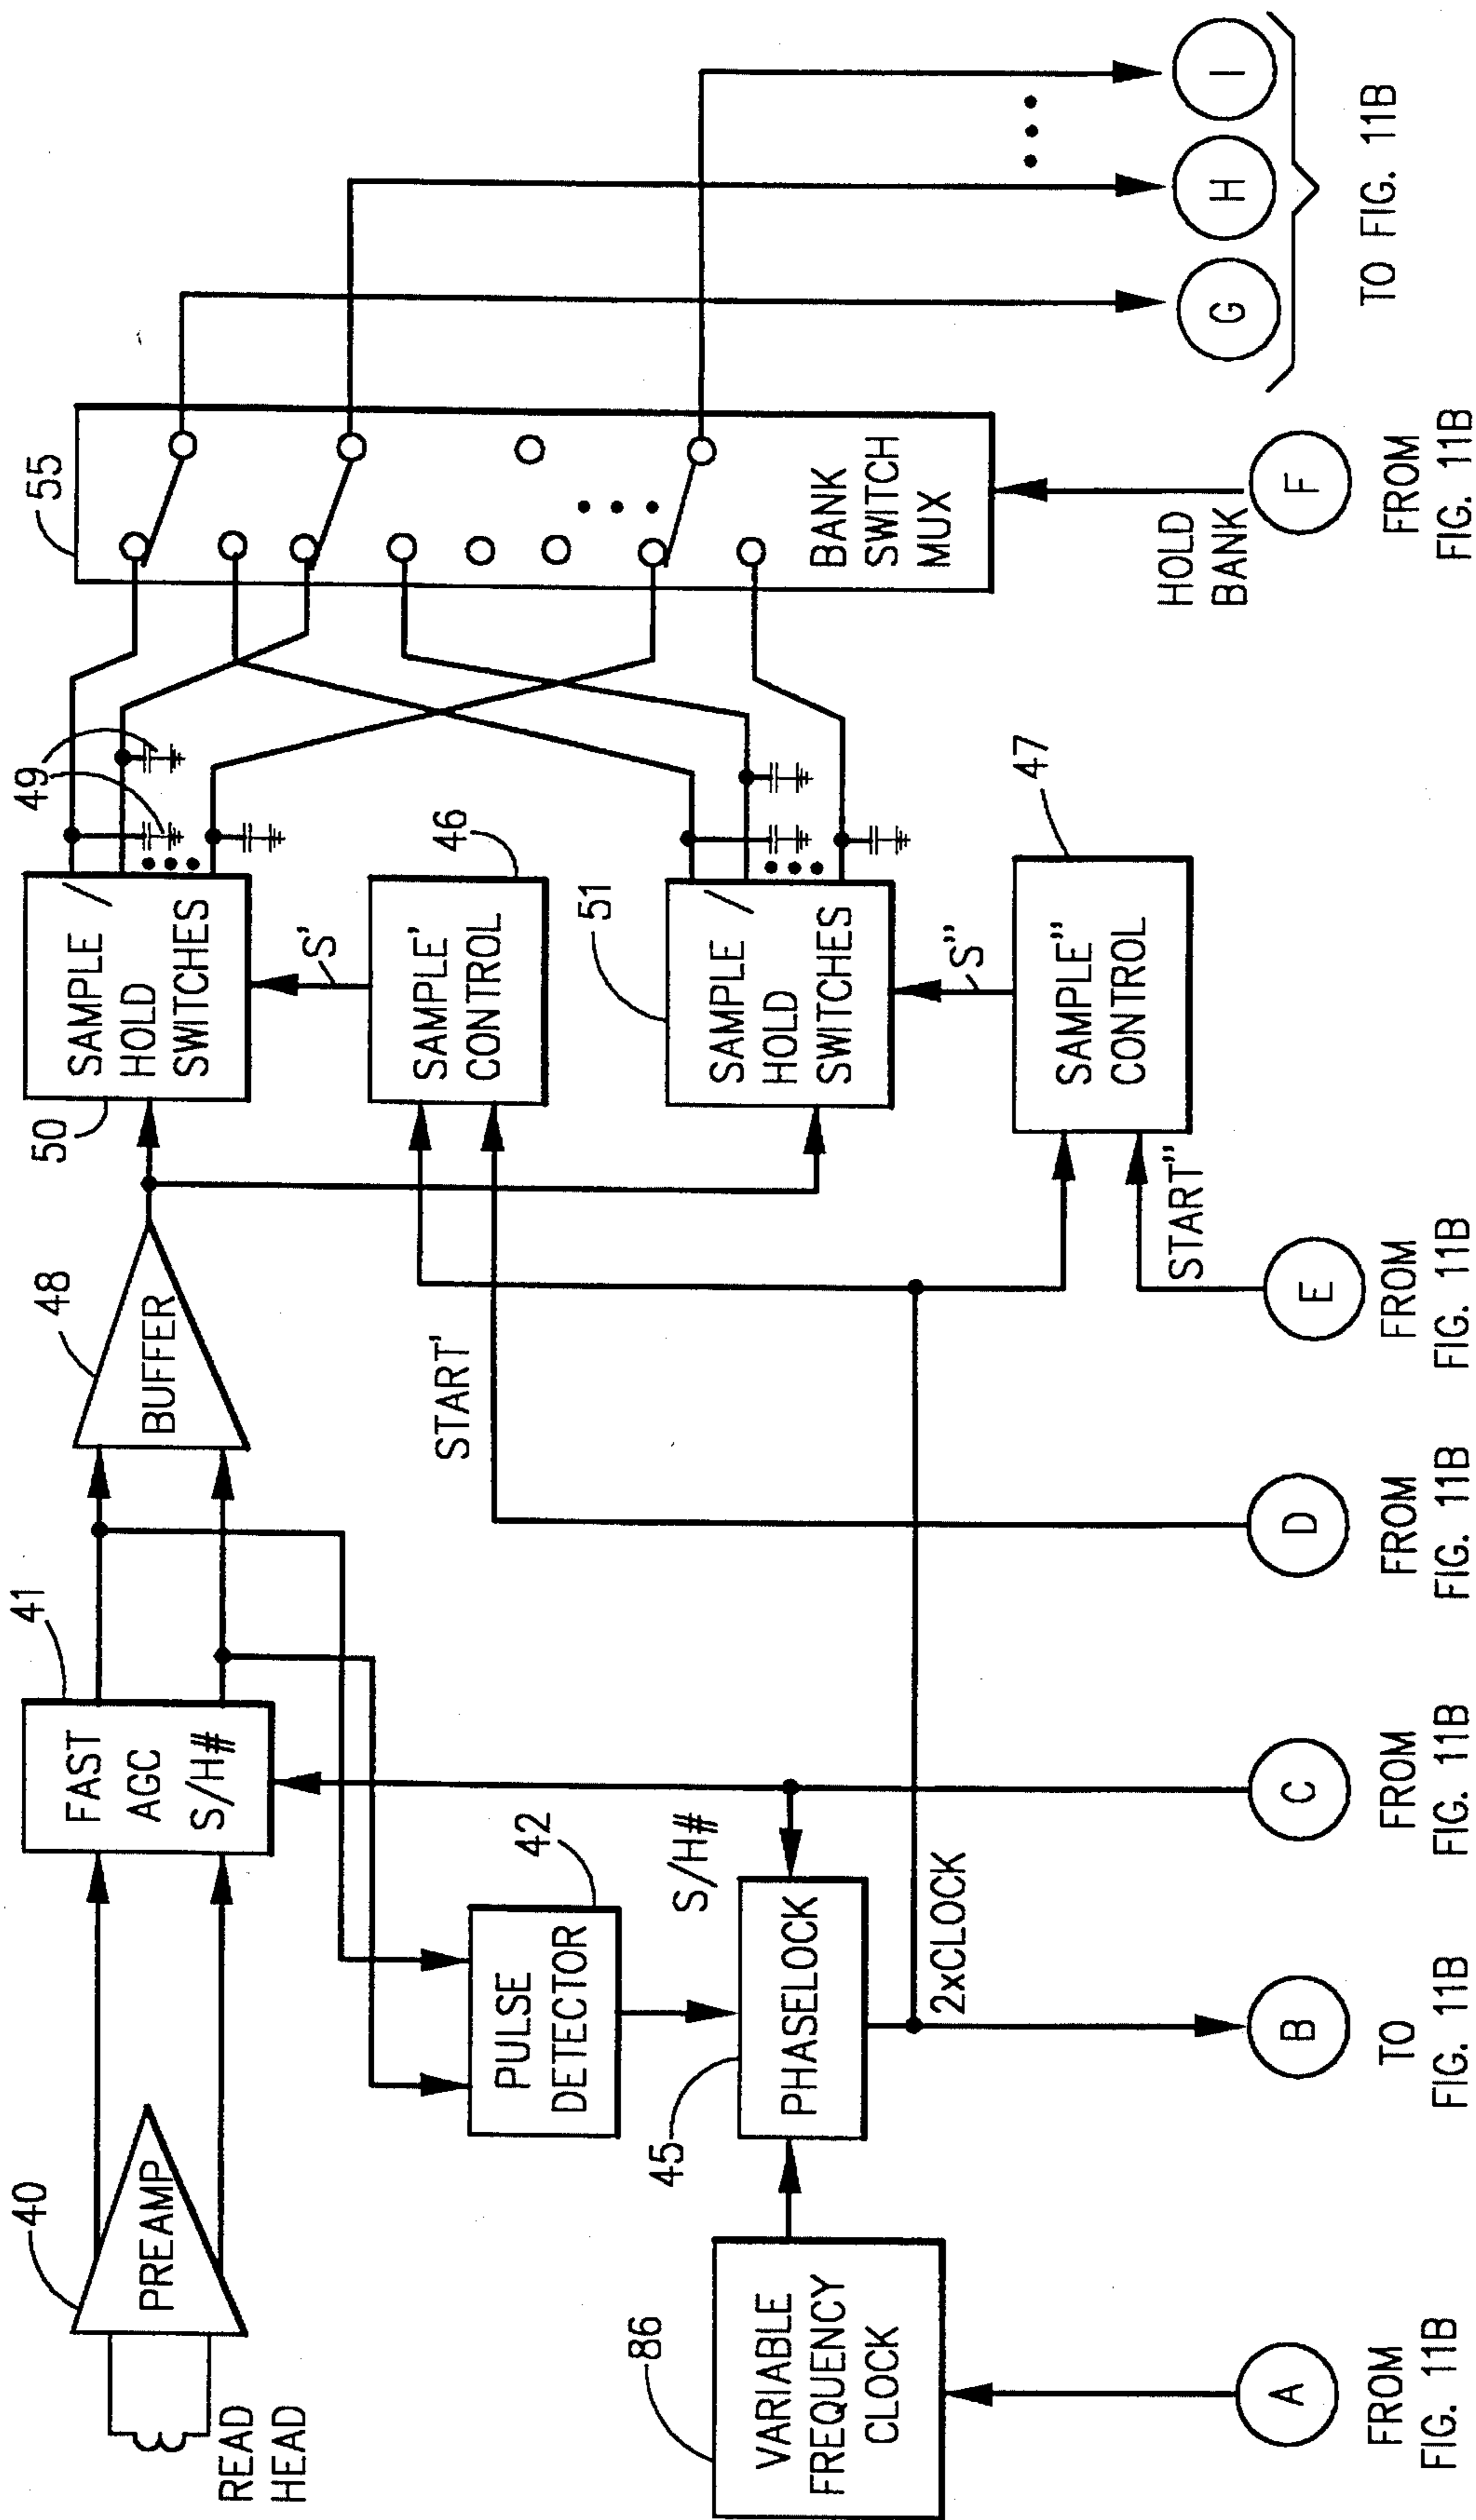 READ
HEAD
40
PREAMP
41
FAST
AGC
S/H#
48
BUFFER
50
SAMPLE /
HOLD
SWITCHES
49
55
BANK
SWITCH
MUX
42
PULSE
DETECTOR
START'
SAMPLE'
CONTROL
46
S'
51
SAMPLE /
HOLD
SWITCHES
S"
47
SAMPLE"
CONTROL
START"
86
VARIABLE
FREQUENCY
CLOCK
45
PHASELOCK
S/H#
2xCLOCK
HOLD
BANK
A
FROM
FIG. 11B
B
TO
FIG. 11B
C
FROM
FIG. 11B
D
FROM
FIG. 11B
E
FROM
FIG. 11B
F
FROM
FIG. 11B
G
H
I
TO FIG. 11B